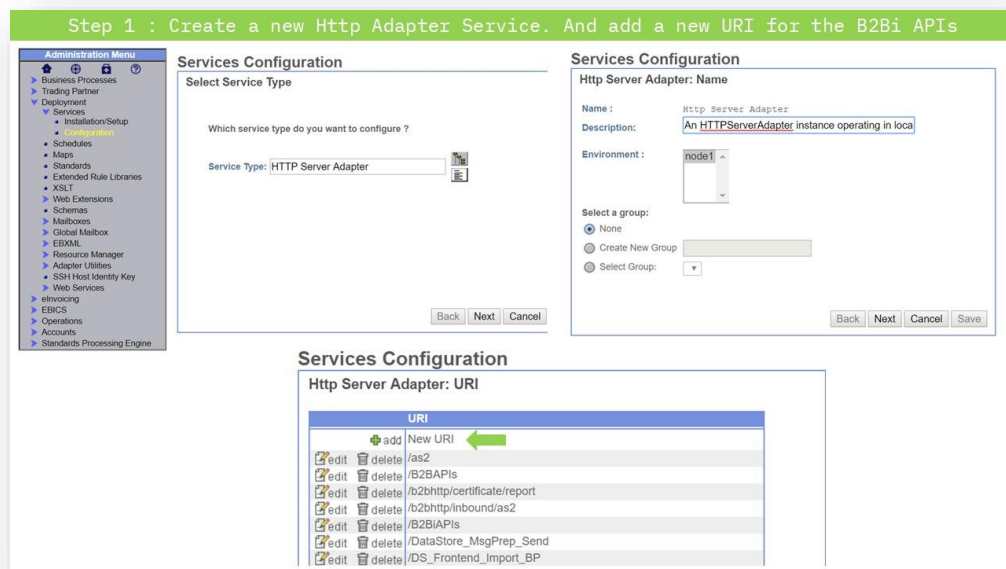 Step 1 : Create a new Http Adapter Service. And add a new URI for the B2Bi APIs
Administration Menu
Business Processes
Trading Partner
Deployment
Services
Installation/Setup
Configuration
Schedules
Maps
Standards
Extended Rule Libraries
XSLT
Web Extensions
Schemas
Mailboxes
Global Mailbox
EBXML
Resource Manager
Adapter Utilities
SSH Host Identity Key
Web Services
eInvoicing
EBICS
Operations
Accounts
Standards Processing Engine
Services Configuration
Select Service Type
Which service type do you want to configure ?
Service Type: HTTP Server Adapter
Back Next Cancel
Services Configuration
Http Server Adapter: Name
Name : Http Server Adapter
Description: An HTTPServerAdapter instance operating in loca
Environment : node1
Select a group:
None
Create New Group
Select Group:
Back Next Cancel Save
Services Configuration
Http Server Adapter: URI
URI
add New URI
edit delete /as2
edit delete /B2BAPIs
edit delete /b2bhttp/certificate/report
edit delete /b2bhttp/inbound/as2
edit delete /B2BiAPIs
edit delete /DataStore_MsgPrep_Send
edit delete /DS_Frontend_Import_BP